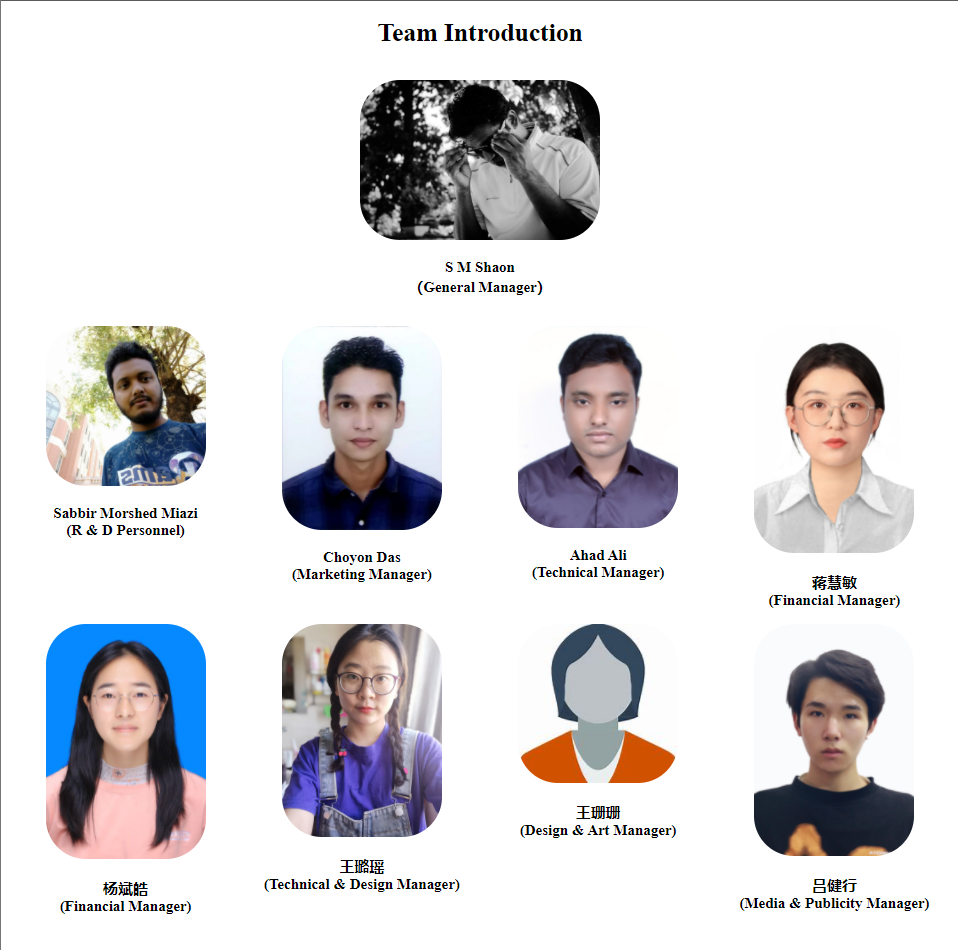 Team Introduction
S M Shaon
(General Manager)
Sabbir Morshed Miazi
(R & D Personnel)
Choyon Das
(Marketing Manager)
Ahad Ali
(Technical Manager)
蒋慧敏
(Financial Manager)
杨斌皓
(Financial Manager)
王璐瑶
(Technical & Design Manager)
王珊珊
(Design & Art Manager)
吕健行
(Media & Publicity Manager)